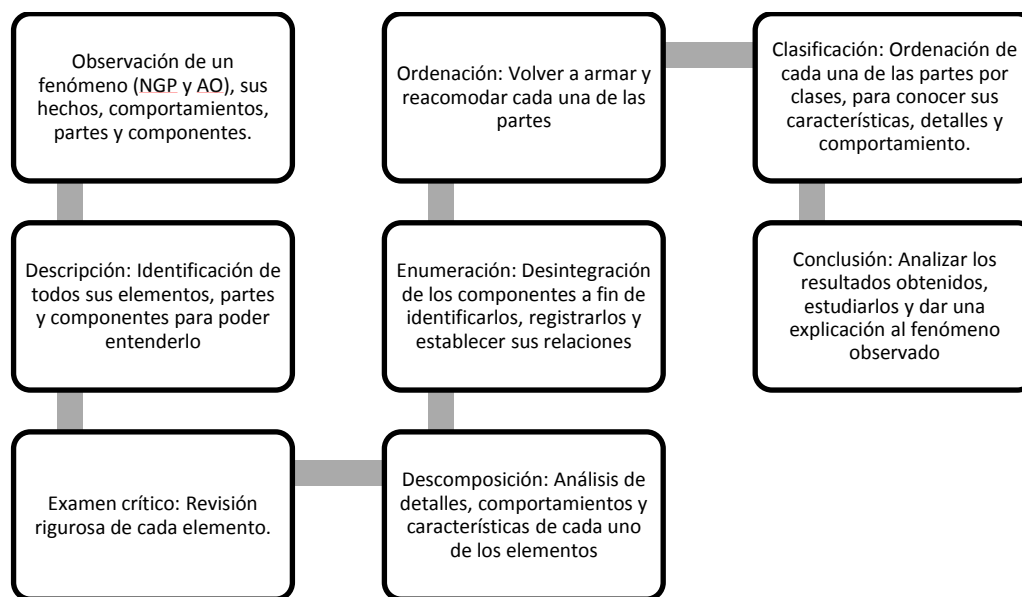 Observación de un
fenómeno (NGP y AO), sus
hechos, comportamientos,
partes y componentes.
Descripción: Identificación de
todos sus elementos, partes
y componentes para poder
entenderlo
Examen crítico: Revisión
rigurosa de cada elemento.
Descomposición: Análisis de
detalles, comportamientos y
características de cada uno
de los elementos
Enumeración: Desintegración
de los componentes a fin de
identificarlos, registrarlos y
establecer sus relaciones
Ordenación: Volver a armar y
reacomodar cada una de las
partes
Clasificación: Ordenación de
cada una de las partes por
clases, para conocer sus
características, detalles y
comportamiento.
Conclusión: Analizar los
resultados obtenidos,
estudiarlos y dar una
explicación al fenómeno
observado